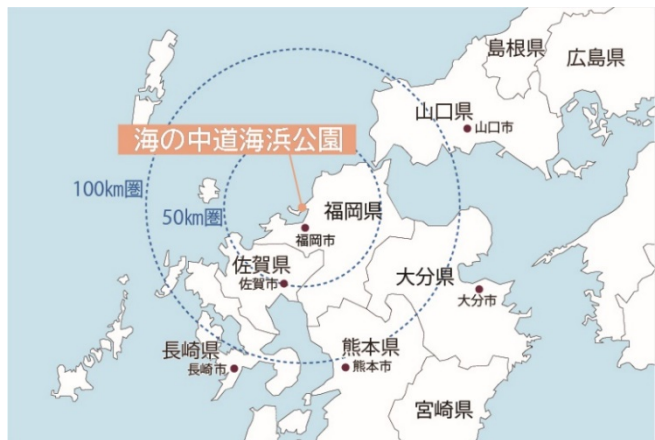 島根県
広島県
山口県
山口市
海の中道海浜公園
100km圏
50km圏
福岡県
福岡市
佐賀県
佐賀市
大分県
大分市
長崎県
長崎市
熊本県
熊本市
宮崎県